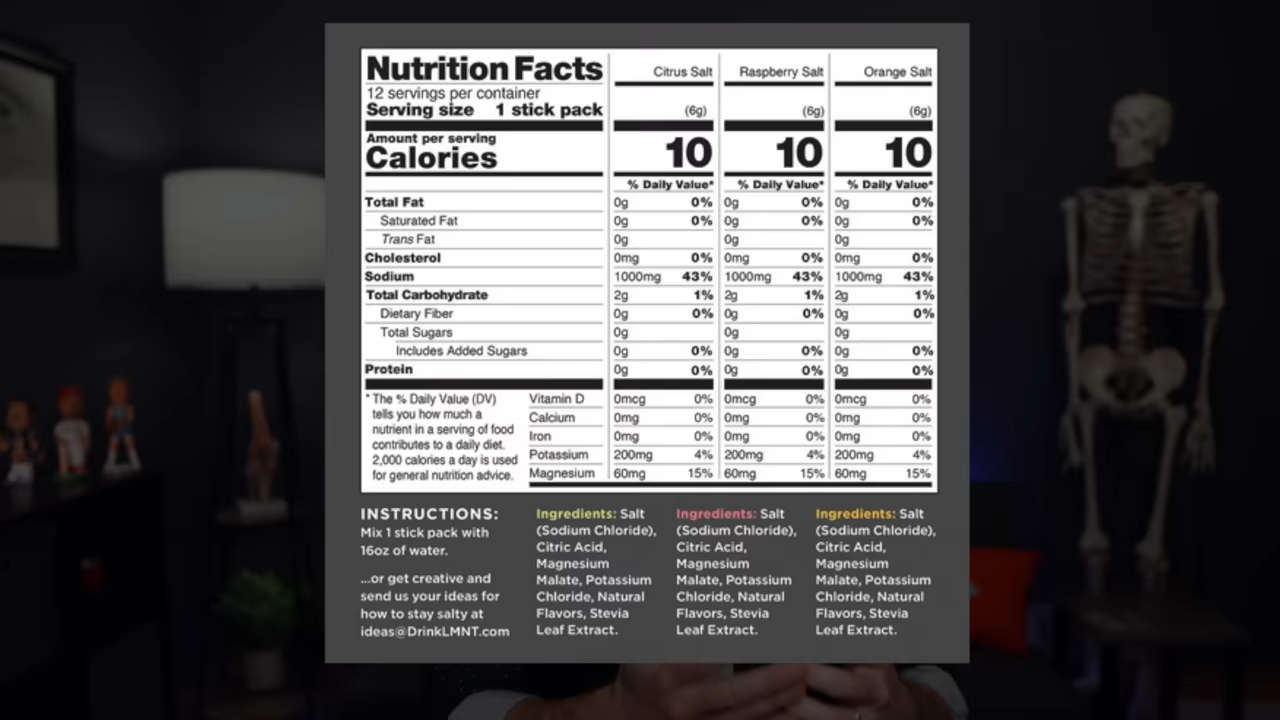 Nutrition Facts Citrus Salt Raspberry Salt Orange Salt
12 servings per container
Serving size 1 stick pack (6g) (6g) (6g)
Amount per serving
Calories 10 10 10
% Daily Value* % Daily Value* % Daily Value*
Total Fat 0g 0% 0g 0% 0g 0%
Saturated Fat 0g 0% 0g 0% 0g 0%
Trans Fat 0g 0g 0g
Cholesterol 0mg 0% 0mg 0% 0mg 0%
Sodium 1000mg 43% 1000mg 43% 1000mg 43%
Total Carbohydrate 2g 1% 2g 1% 2g 1%
Dietary Fiber 0g 0% 0g 0% 0g 0%
Total Sugars 0g 0g 0g
Includes Added Sugars 0g 0% 0g 0% 0g 0%
Protein 0g 0% 0g 0% 0g 0%
* The % Daily Value (DV)
tells you how much a
nutrient in a serving of food
contributes to a daily diet.
2,000 calories a day is used
for general nutrition advice.
Vitamin D 0mcg 0% 0mcg 0% 0mcg 0%
Calcium 0mg 0% 0mg 0% 0mg 0%
Iron 0mg 0% 0mg 0% 0mg 0%
Potassium 200mg 4% 200mg 4% 200mg 4%
Magnesium 60mg 15% 60mg 15% 60mg 15%
INSTRUCTIONS:
Mix 1 stick pack with
16oz of water.
...or get creative and
send us your ideas for
how to stay salty at
ideas@DrinkLMNT.com
Ingredients: Salt
(Sodium Chloride),
Citric Acid,
Magnesium
Malate, Potassium
Chloride, Natural
Flavors, Stevia
Leaf Extract.
Ingredients: Salt
(Sodium Chloride),
Citric Acid,
Magnesium
Malate, Potassium
Chloride, Natural
Flavors, Stevia
Leaf Extract.
Ingredients: Salt
(Sodium Chloride),
Citric Acid,
Magnesium
Malate, Potassium
Chloride, Natural
Flavors, Stevia
Leaf Extract.